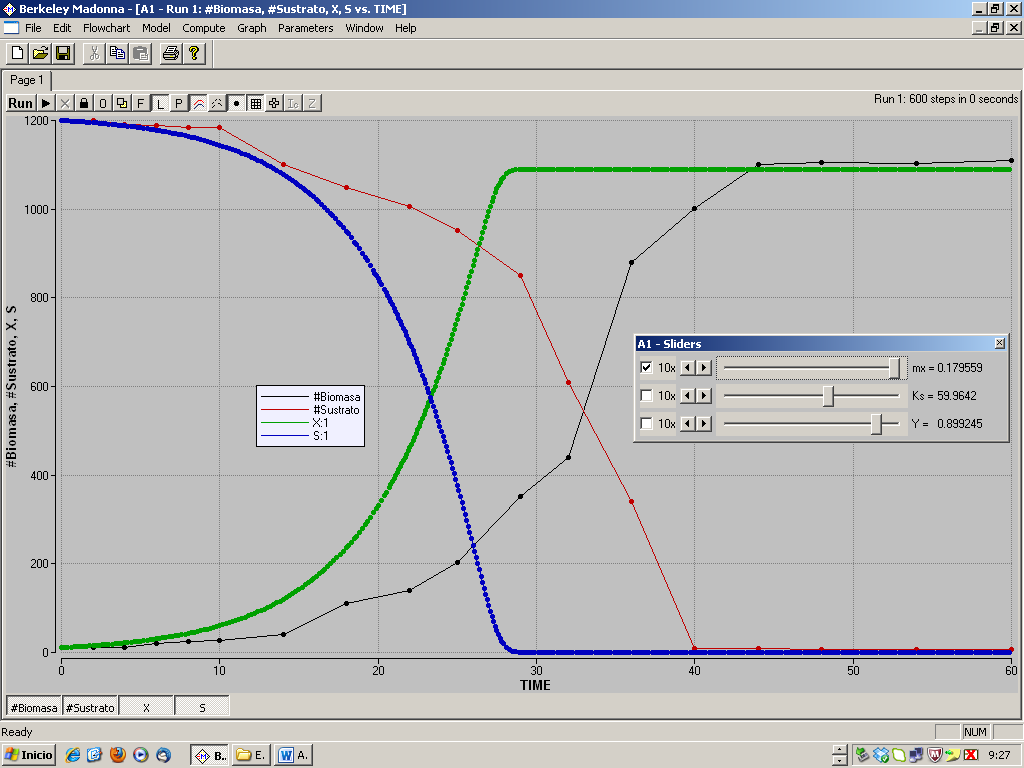 Berkeley Madonna - [A1 - Run 1: #Biomasa, #Sustrato, X, S vs. TIME]
File Edit Flowchart Model Compute Graph Parameters Window Help
Page 1
Run O F L P Ic Z
Run 1: 600 steps in 0 seconds
1200
1000
800
600
400
200
0
#Biomasa, #Sustrato, X, S
#Biomasa
#Sustrato
X:1
S:1
A1 - Sliders
10x mx = 0.179559
10x Ks = 59.9642
10x Y = 0.899245
0 10 20 30 40 50 60
TIME
#Biomasa #Sustrato X S
Ready NUM
Inicio B.. E. A. 9:27